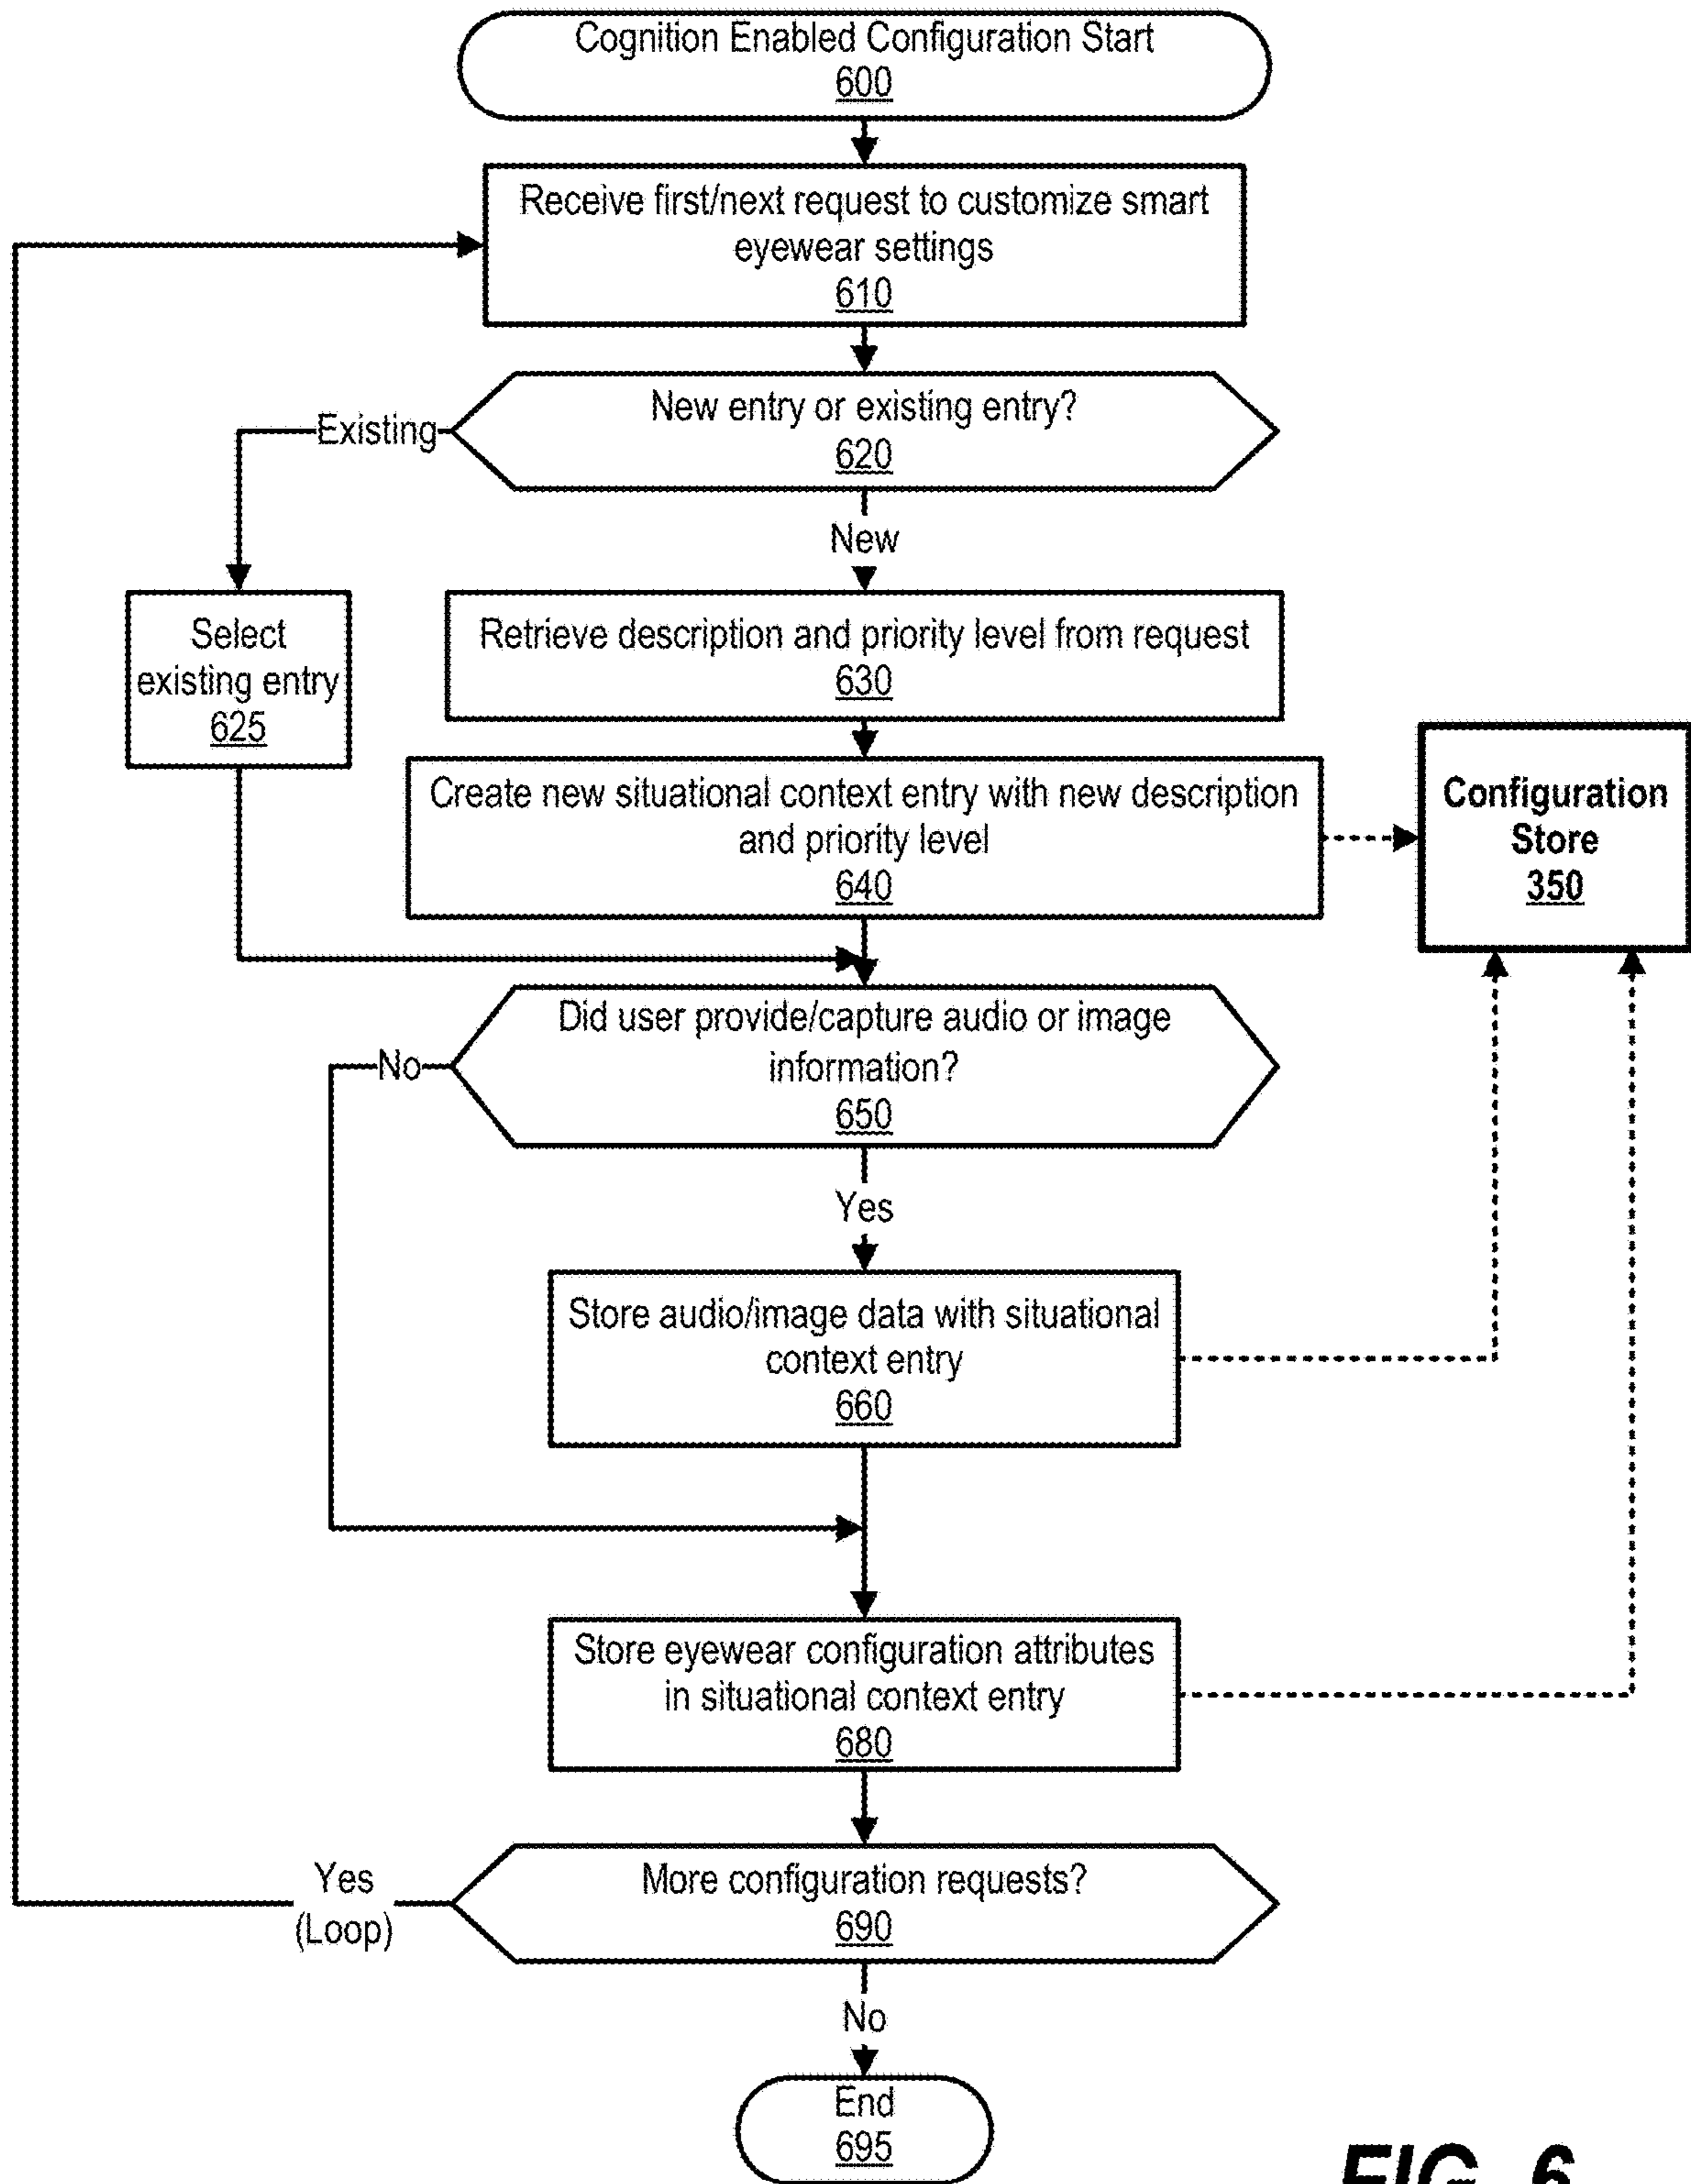 Cognition Enabled Configuration Start
600
Receive first/next request to customize smart
eyewear settings
610
New entry or existing entry?
620
Existing
New
Select
existing entry
625
Retrieve description and priority level from request
630
Create new situational context entry with new description
and priority level
640
Configuration
Store
350
Did user provide/capture audio or image
information?
650
No
Yes
Store audio/image data with situational
context entry
660
Store eyewear configuration attributes
in situational context entry
680
More configuration requests?
690
Yes
(Loop)
No
End
695
FIG. 6